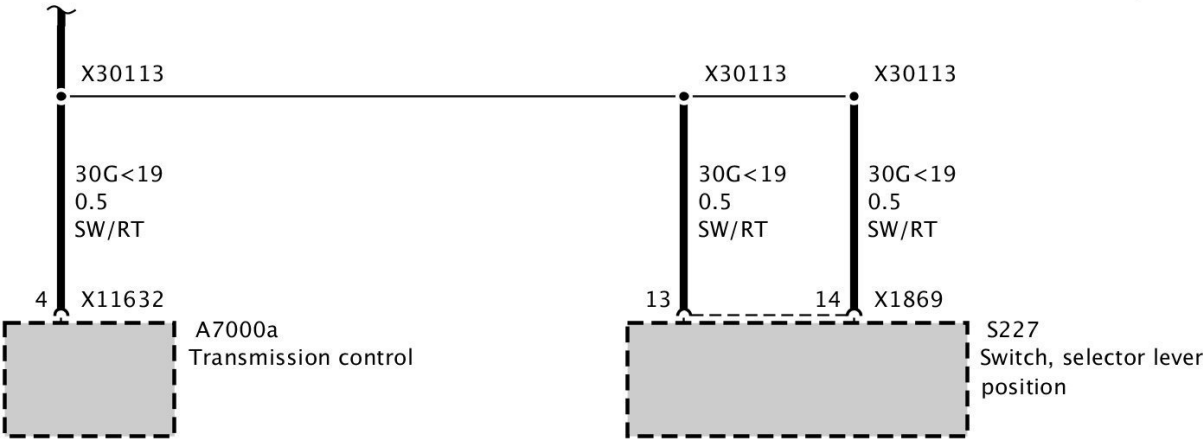 X30113
X30113
X30113
30G<19
0.5
SW/RT
30G<19
0.5
SW/RT
30G<19
0.5
SW/RT
4 X11632
13
14 X1869
A7000a
Transmission control
S227
Switch, selector lever
position